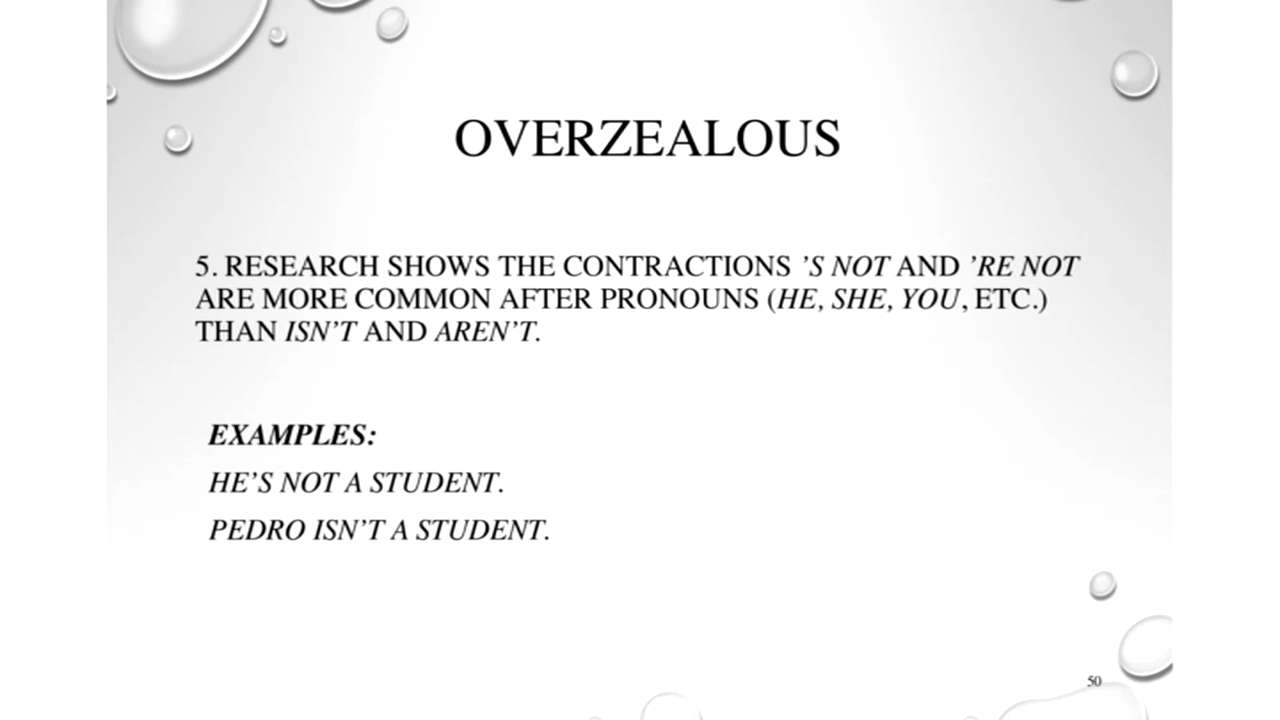 OVERZEALOUS
5. RESEARCH SHOWS THE CONTRACTIONS ’S NOT AND ’RE NOT
ARE MORE COMMON AFTER PRONOUNS (HE, SHE, YOU, ETC.)
THAN ISN’T AND AREN’T.
EXAMPLES:
HE’S NOT A STUDENT.
PEDRO ISN’T A STUDENT.
50